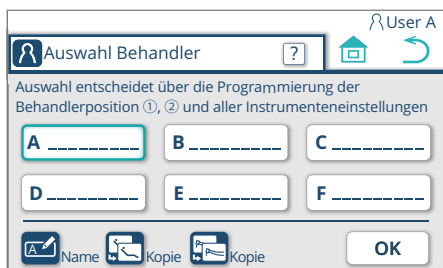 User A
Auswahl Behandler ?
Auswahl entscheidet über die Programmierung der
Behandlerposition ①, ② und aller Instrumenteneinstellungen
A _________ B _________ C _________
D _________ E _________ F _________
A Name Kopie Kopie OK